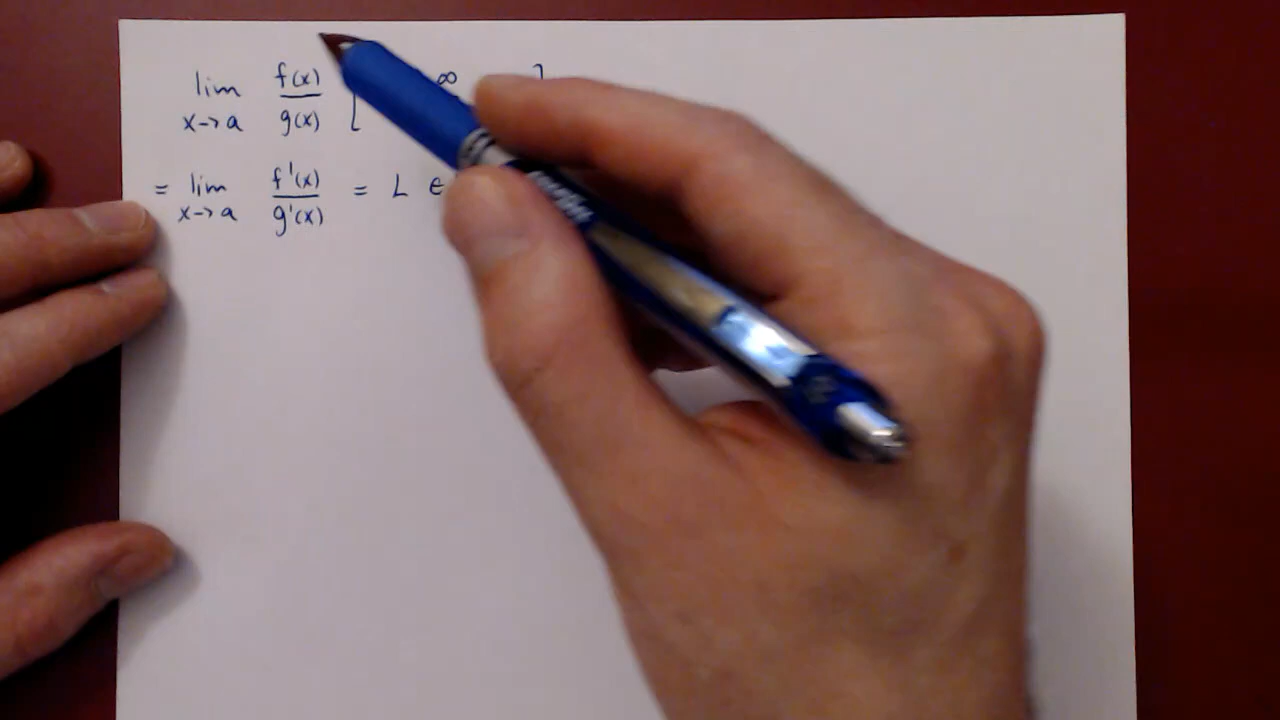 lim f(x)/g(x) [ ∞ ]
x→a
= lim f'(x)/g'(x) = L ∈
x→a